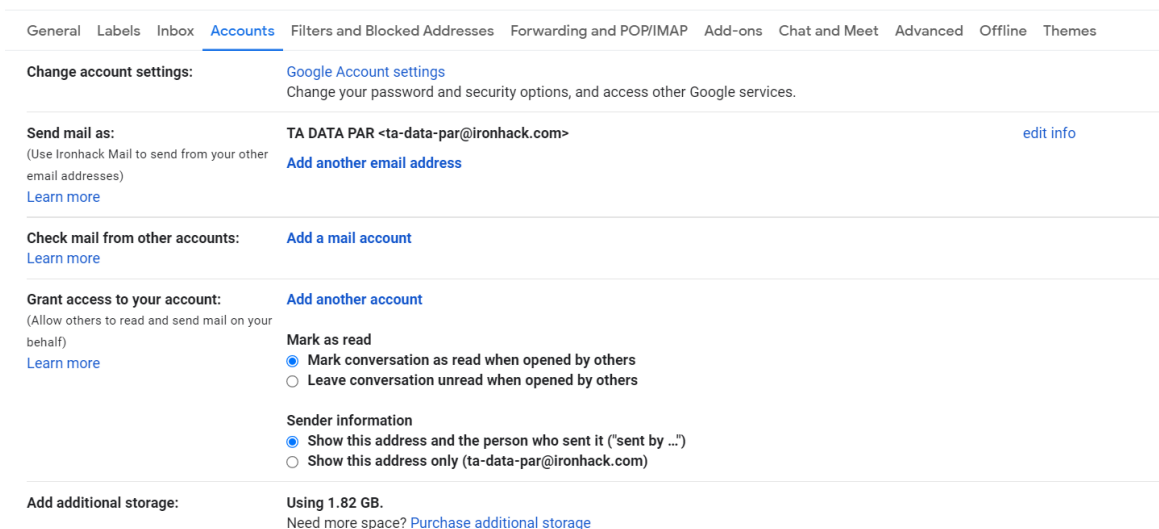 General Labels Inbox Accounts Filters and Blocked Addresses Forwarding and POP/IMAP Add-ons Chat and Meet Advanced Offline Themes
Change account settings: Google Account settings
Change your password and security options, and access other Google services.
Send mail as: TA DATA PAR <ta-data-par@ironhack.com> edit info
(Use Ironhack Mail to send from your other
email addresses)
Add another email address
Learn more
Check mail from other accounts: Add a mail account
Learn more
Grant access to your account: Add another account
(Allow others to read and send mail on your
behalf)
Learn more
Mark as read
Mark conversation as read when opened by others
Leave conversation unread when opened by others
Sender information
Show this address and the person who sent it ("sent by ...")
Show this address only (ta-data-par@ironhack.com)
Add additional storage: Using 1.82 GB.
Need more space? Purchase additional storage